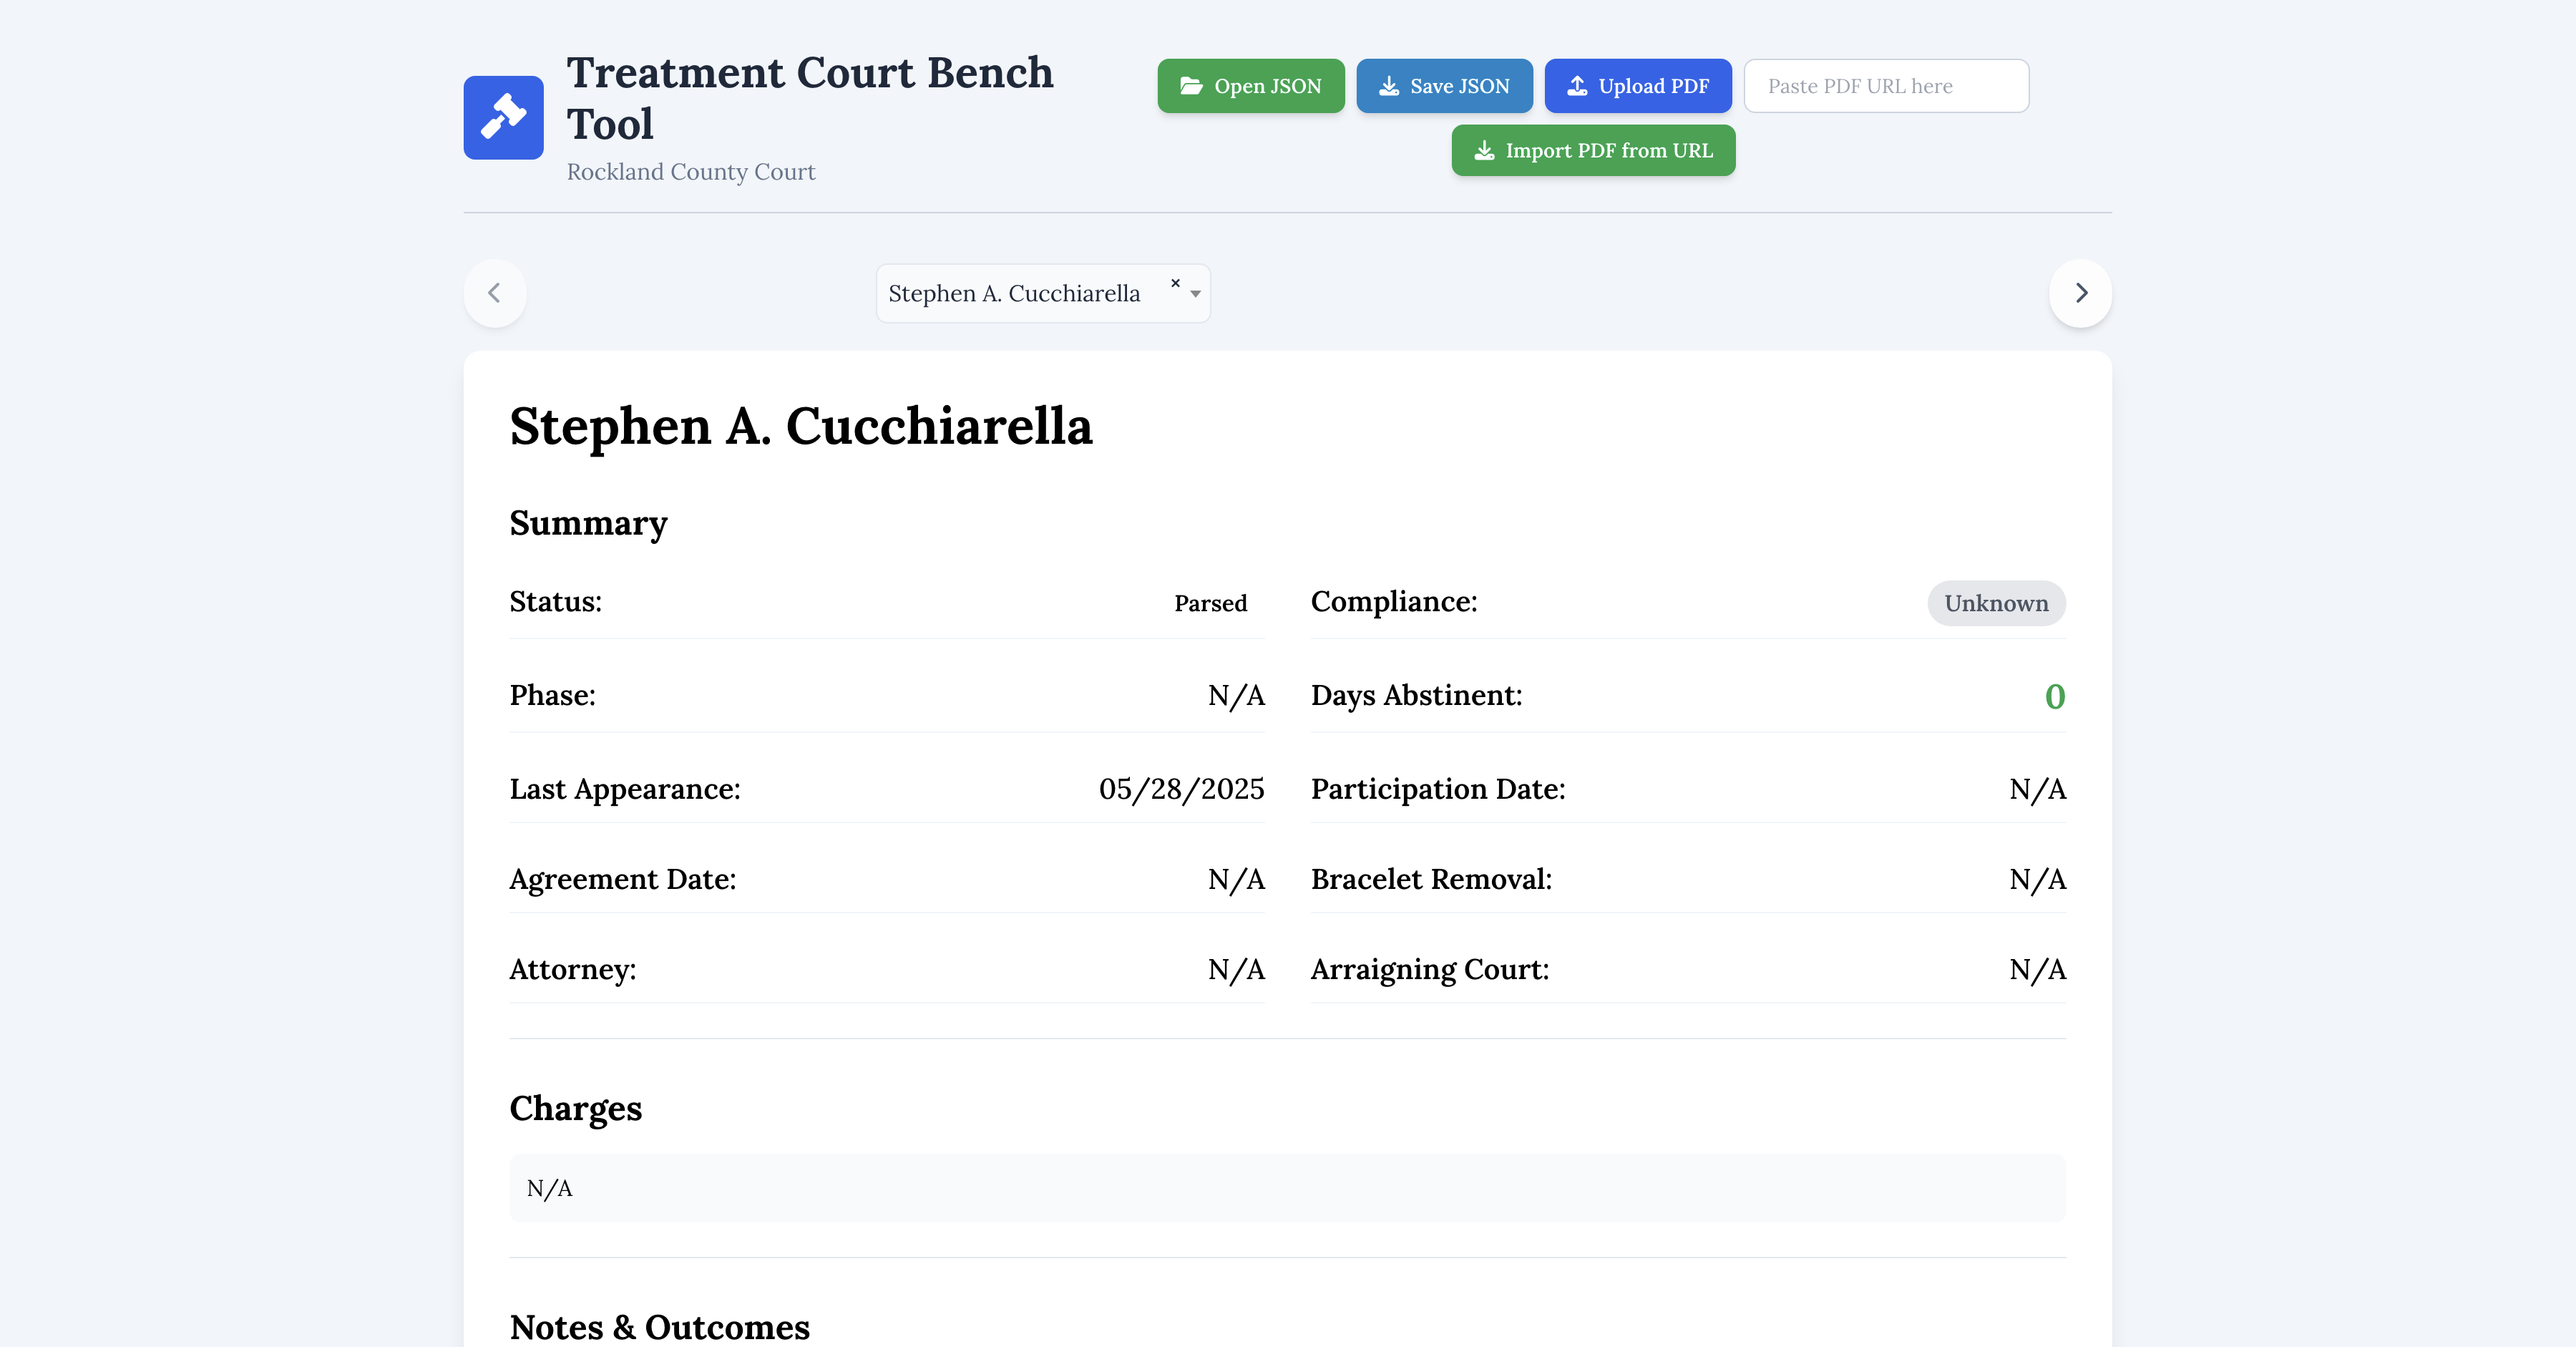 Treatment Court Bench
Tool
Rockland County Court
Open JSON
Save JSON
Upload PDF
Paste PDF URL here
Import PDF from URL
Stephen A. Cucchiarella
×
Stephen A. Cucchiarella
Summary
Status: Parsed
Compliance: Unknown
Phase: N/A
Days Abstinent: 0
Last Appearance: 05/28/2025
Participation Date: N/A
Agreement Date: N/A
Bracelet Removal: N/A
Attorney: N/A
Arraigning Court: N/A
Charges
N/A
Notes & Outcomes